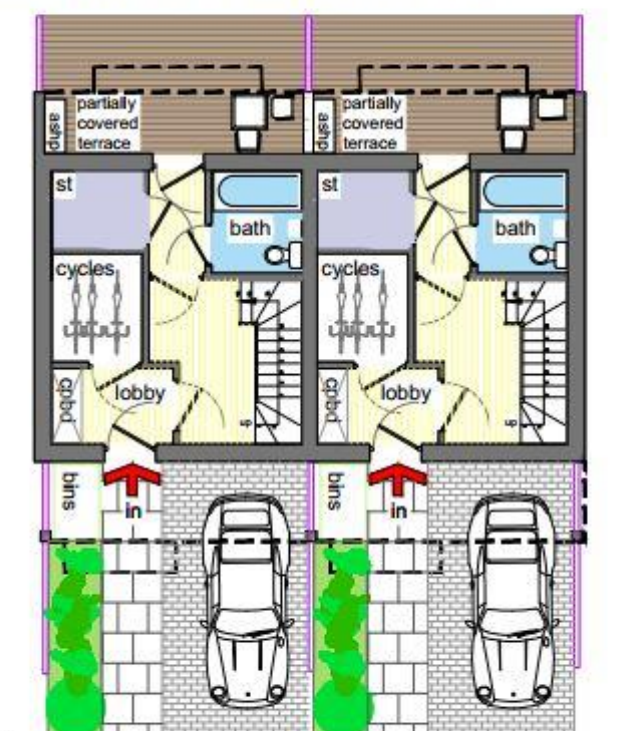 ashp
partially
covered
terrace
ashp
partially
covered
terrace
st
bath
st
bath
cycles
cycles
cpbd
lobby
up
cpbd
lobby
up
bins
in
bins
in